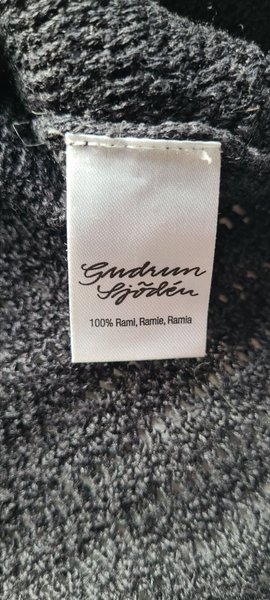 Gudrun
Sjödén
100% Rami, Ramie, Ramia